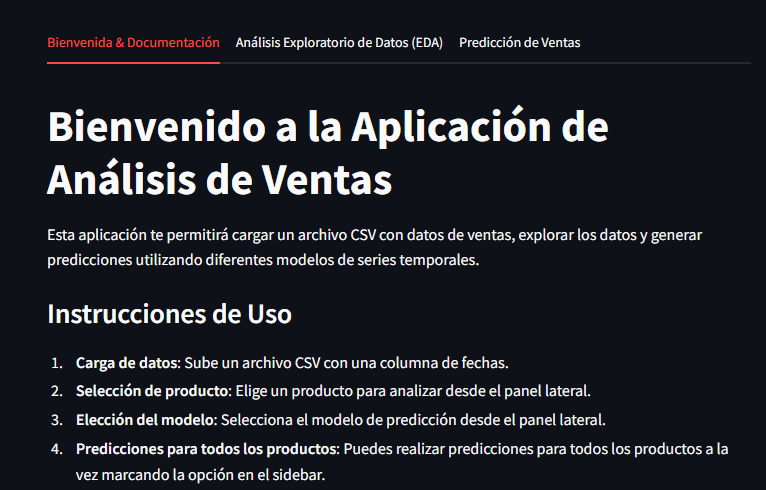 Bienvenida & Documentación
Análisis Exploratorio de Datos (EDA)
Predicción de Ventas
Bienvenido a la Aplicación de
Análisis de Ventas
Esta aplicación te permitirá cargar un archivo CSV con datos de ventas, explorar los datos y generar
predicciones utilizando diferentes modelos de series temporales.
Instrucciones de Uso
1. Carga de datos: Sube un archivo CSV con una columna de fechas.
2. Selección de producto: Elige un producto para analizar desde el panel lateral.
3. Elección del modelo: Selecciona el modelo de predicción desde el panel lateral.
4. Predicciones para todos los productos: Puedes realizar predicciones para todos los productos a la
vez marcando la opción en el sidebar.